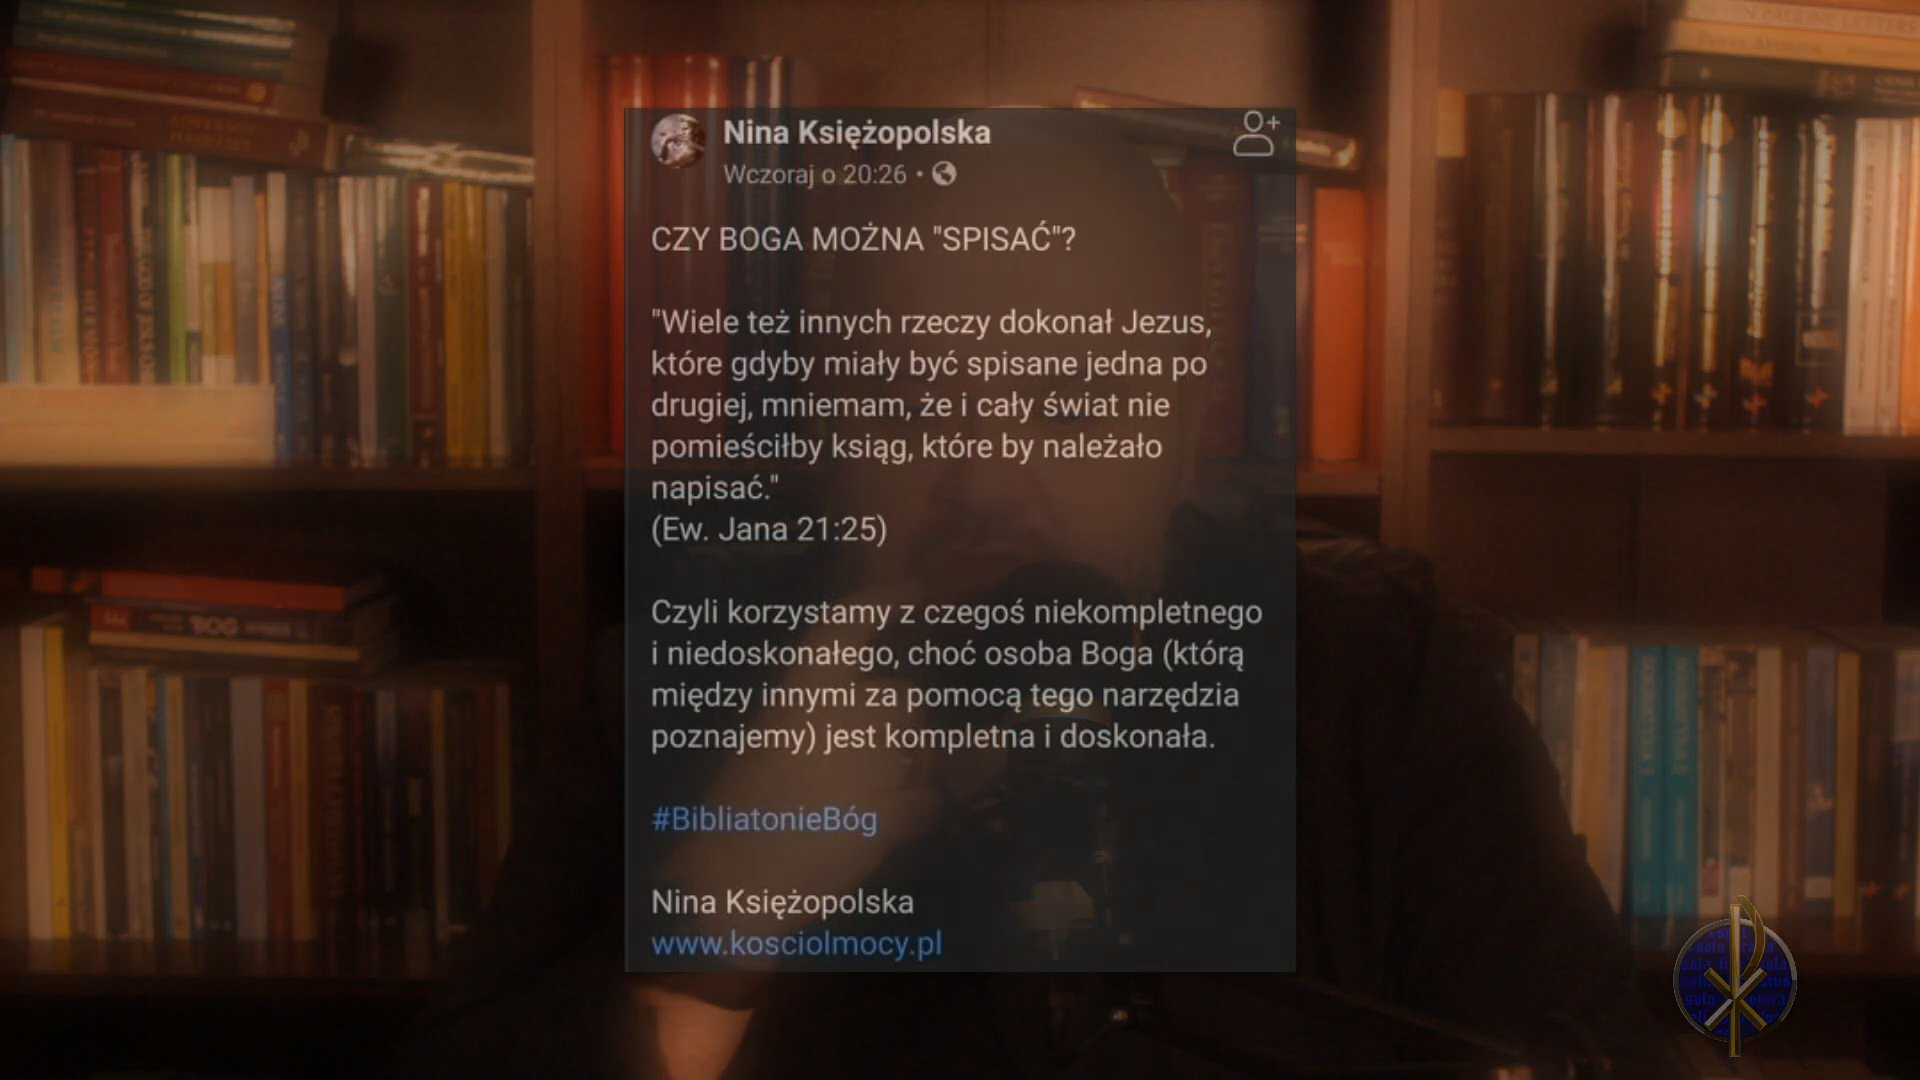 Nina Księżopolska
Wczoraj o 20:26 •
CZY BOGA MOŻNA "SPISAĆ"?
"Wiele też innych rzeczy dokonał Jezus,
które gdyby miały być spisane jedna po
drugiej, mniemam, że i cały świat nie
pomieściłby ksiąg, które by należało
napisać."
(Ew. Jana 21:25)
Czyli korzystamy z czegoś niekompletnego
i niedoskonałego, choć osoba Boga (którą
między innymi za pomocą tego narzędzia
poznajemy) jest kompletna i doskonała.
#BibliatonieBóg
Nina Księżopolska
www.kosciolmocy.pl